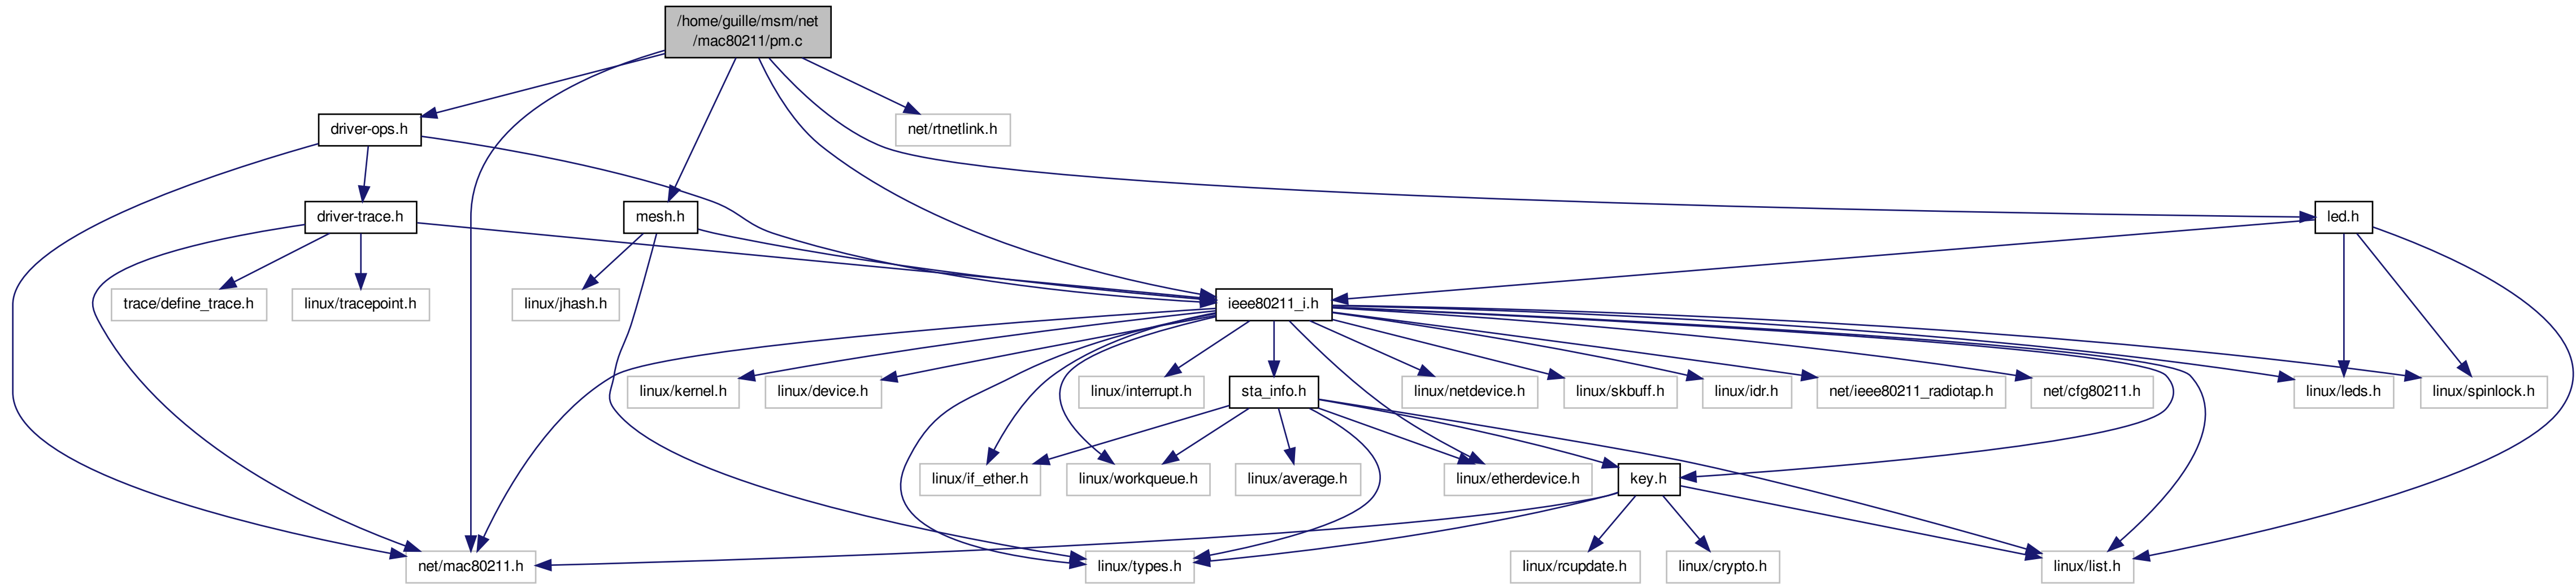 /home/guille/msm/net
/mac80211/pm.c
driver-ops.h
net/rtnetlink.h
driver-trace.h
mesh.h
led.h
trace/define_trace.h
linux/tracepoint.h
linux/jhash.h
ieee80211_i.h
linux/kernel.h
linux/device.h
linux/interrupt.h
sta_info.h
linux/netdevice.h
linux/skbuff.h
linux/idr.h
net/ieee80211_radiotap.h
net/cfg80211.h
linux/leds.h
linux/spinlock.h
linux/if_ether.h
linux/workqueue.h
linux/average.h
linux/etherdevice.h
key.h
net/mac80211.h
linux/types.h
linux/rcupdate.h
linux/crypto.h
linux/list.h